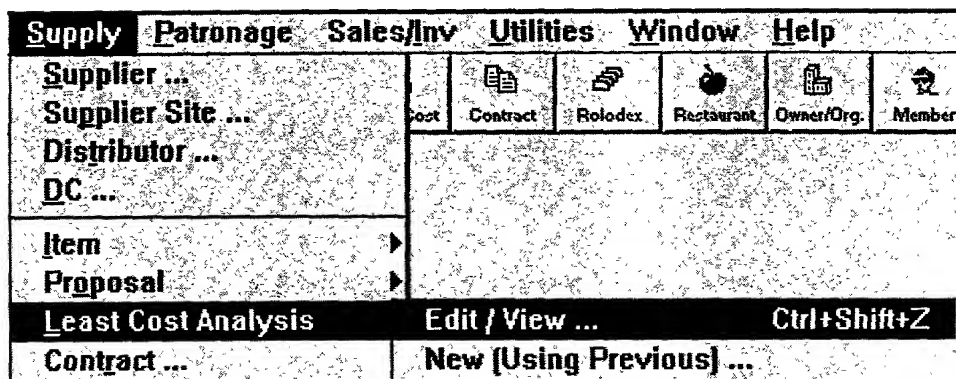 Supply Patronage Sales/Inv Utilities Window Help
Supplier ...
Supplier Site ...
Distributor ...
DC ...
Cost Contract Rolodex Restaurant Owner/Org. Member
Item
Proposal
Least Cost Analysis Edit / View ... Ctrl+Shift+Z
Contract ... New (Using Previous) ...